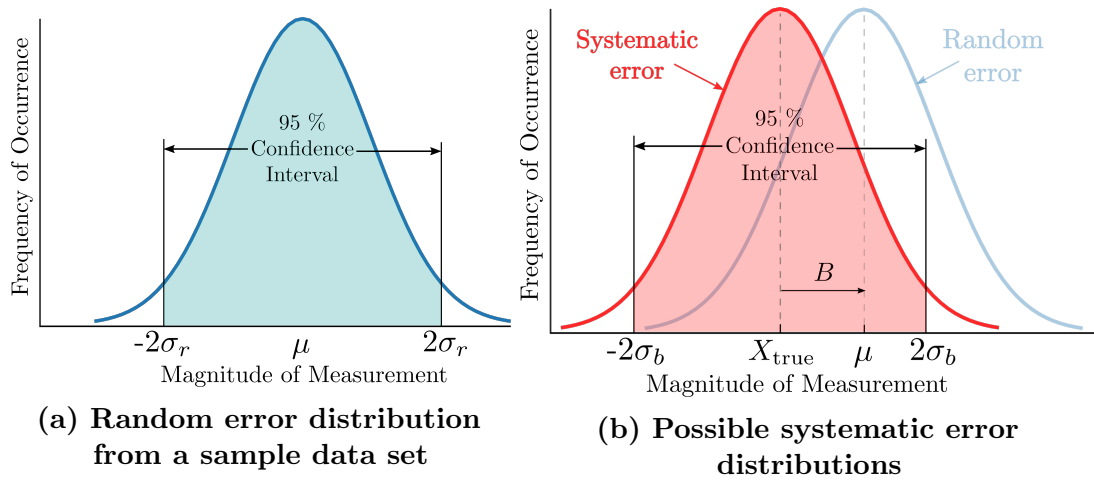 Frequency of Occurrence
95 %
Confidence
Interval
-2σ_r
μ
2σ_r
Magnitude of Measurement
(a) Random error distribution
from a sample data set
Frequency of Occurrence
Systematic
error
Random
error
95 %
Confidence
Interval
B
-2σ_b
X_true
μ
2σ_b
Magnitude of Measurement
(b) Possible systematic error
distributions